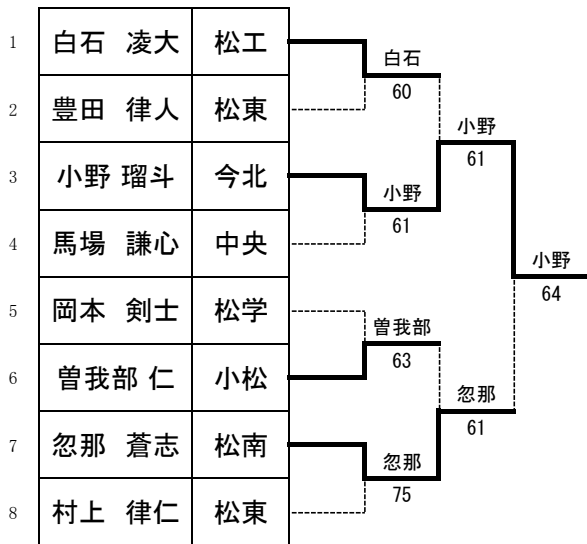 1 白石 凌大 松工
2 豊田 律人 松東
3 小野 瑠斗 今北
4 馬場 謙心 中央
5 岡本 剣士 松学
6 曽我部 仁 小松
7 忽那 蒼志 松南
8 村上 律仁 松東
白石
60
小野
61
曽我部
63
忽那
75
小野
61
忽那
61
小野
64